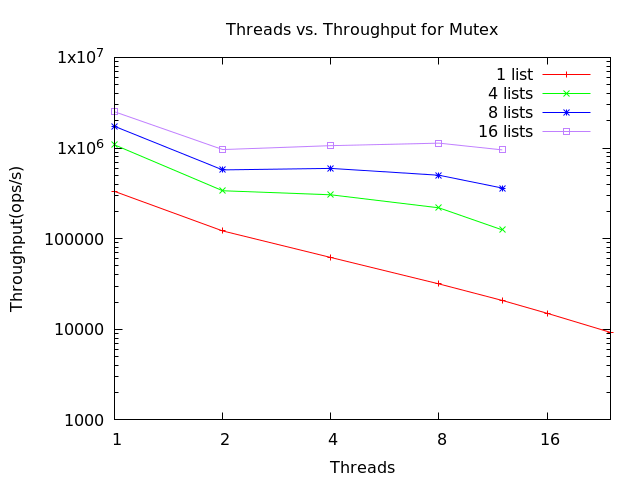 Threads vs. Throughput for Mutex
1x10^7
1x10^6
100000
10000
1000
Throughput(ops/s)
1 list
4 lists
8 lists
16 lists
1 2 4 8 16
Threads